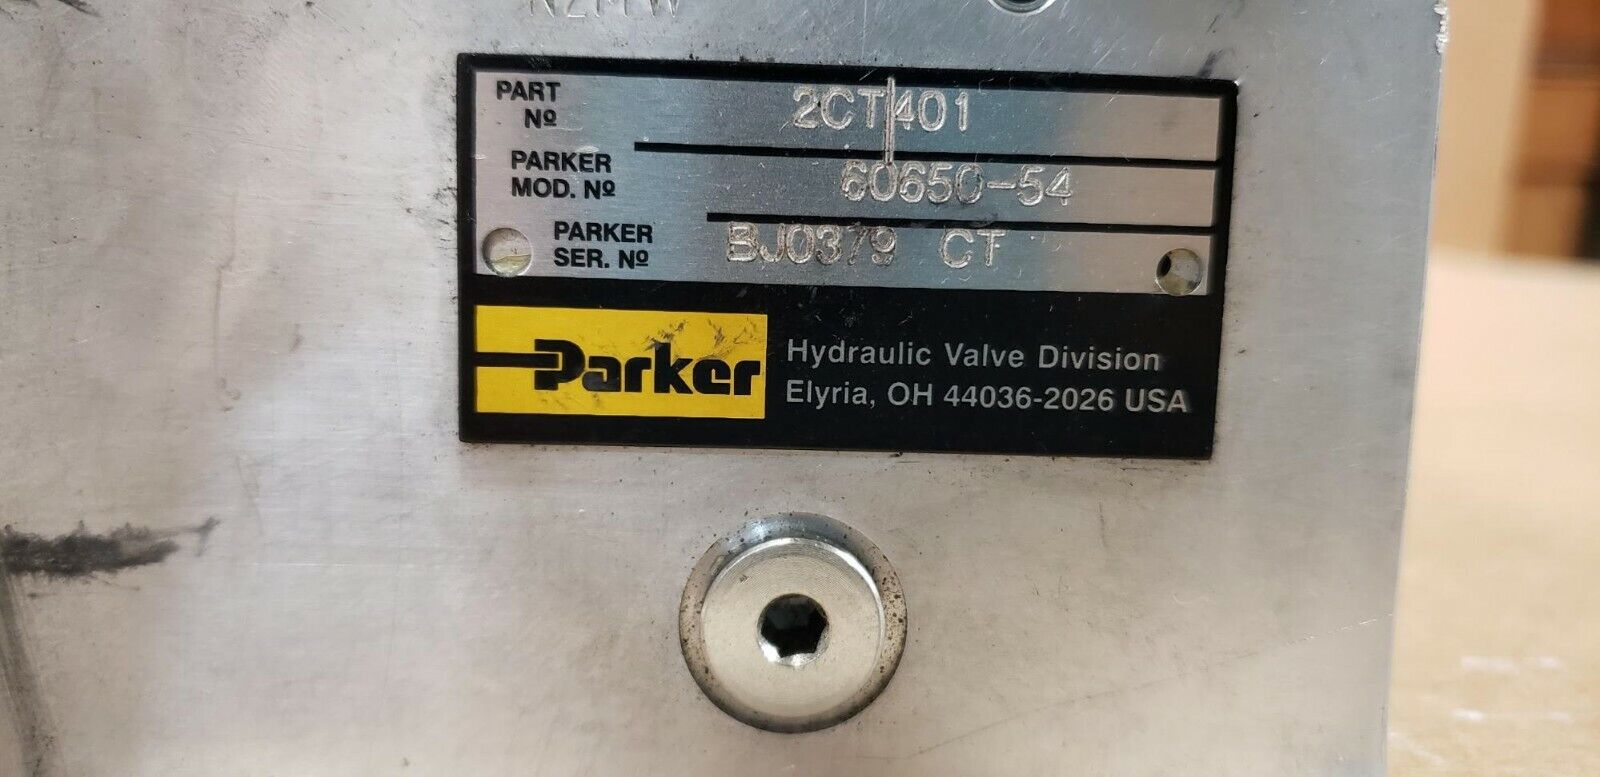 N2MW
PART Nº 2CT401
PARKER MOD. Nº 60650-54
PARKER SER. Nº BJ0379 CT
Parker
Hydraulic Valve Division
Elyria, OH 44036-2026 USA